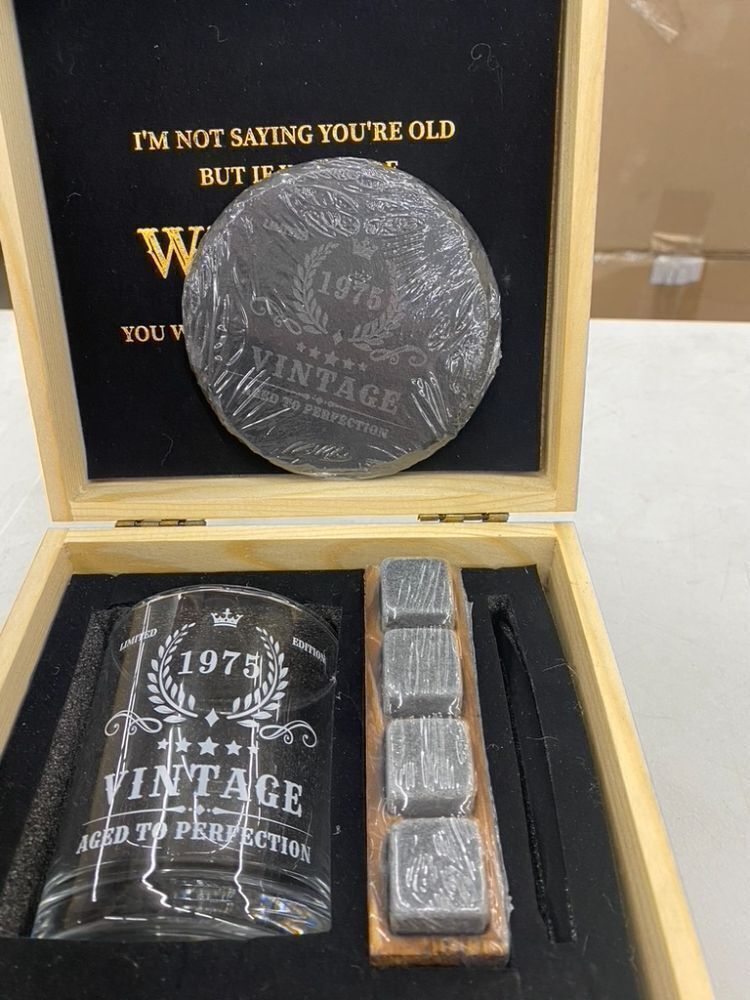 I'M NOT SAYING YOU'RE OLD
BUT IF
YOU
1975
VINTAGE
AGED TO PERFECTION
LIMITED
EDITION
1975
VINTAGE
AGED TO PERFECTION